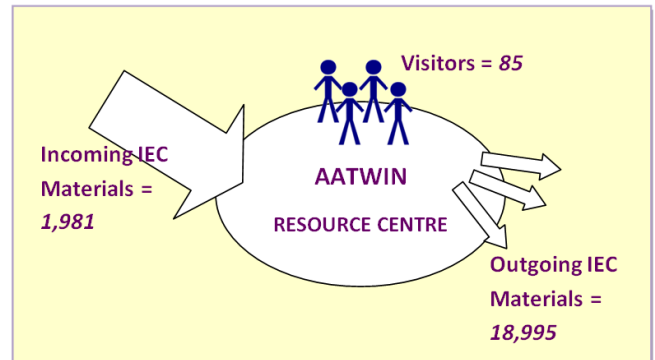 Visitors = 85
Incoming IEC
Materials =
1,981
AATWIN
RESOURCE CENTRE
Outgoing IEC
Materials =
18,995